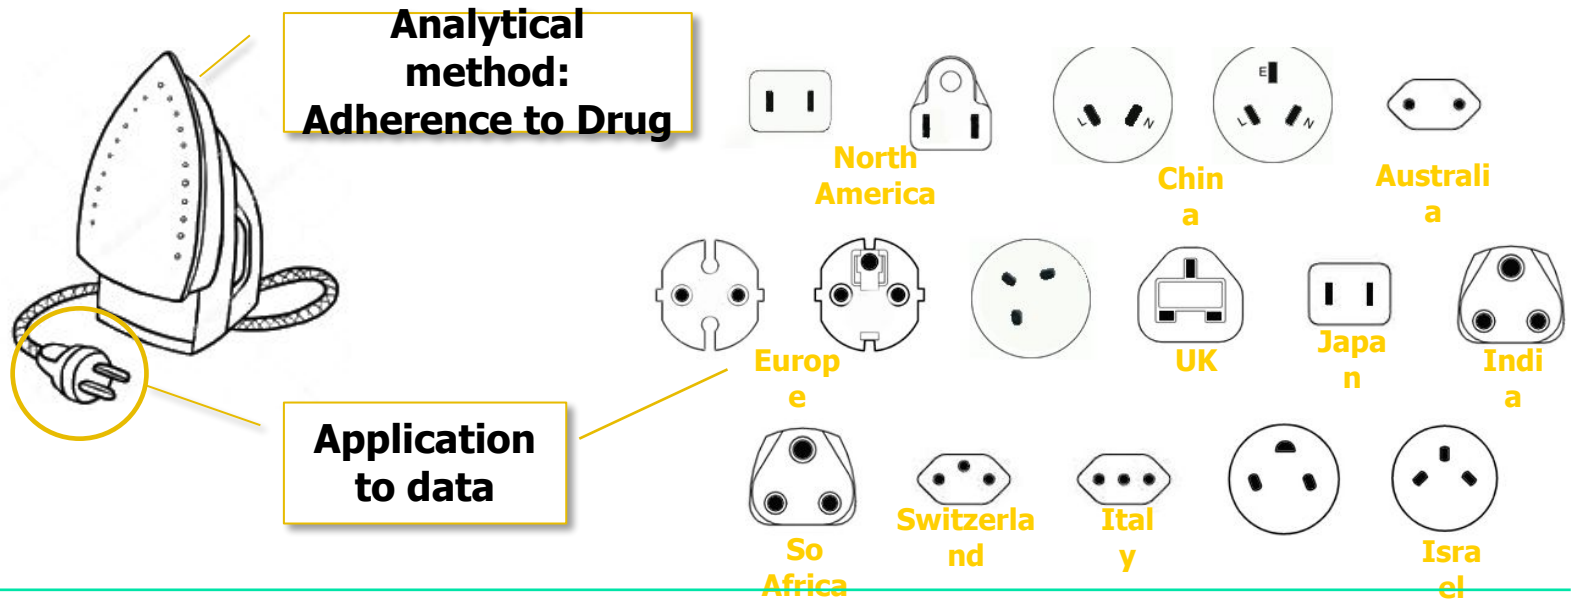 Analytical
method:
Adherence to Drug
E
L
N
L
N
North
America
Chin
a
Australi
a
Europ
e
UK
Japa
n
Indi
a
Application
to data
So
Africa
Switzerla
nd
Ital
y
Isra
el